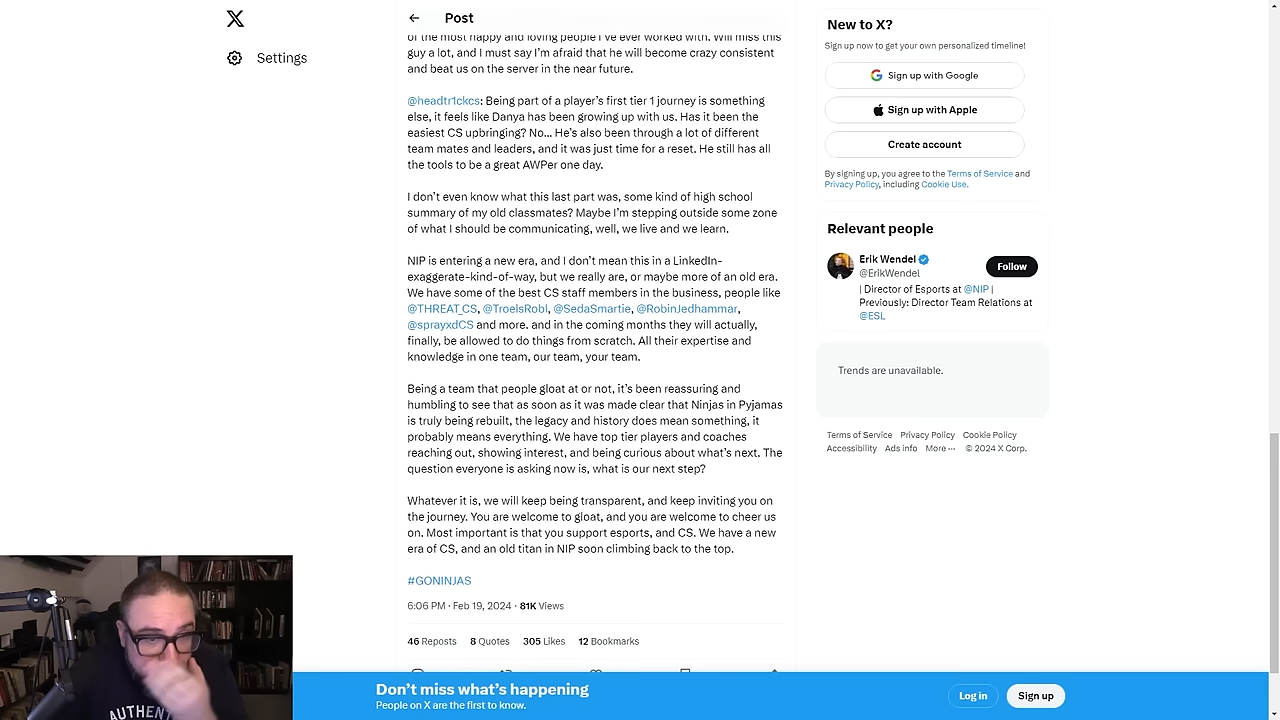 Post
Settings
of the most happy and loving people I've ever worked with. Will miss this
guy a lot, and I must say I'm afraid that he will become crazy consistent
and beat us on the server in the near future.
@headtr1ckcs: Being part of a player's first tier 1 journey is something
else, it feels like Danya has been growing up with us. Has it been the
easiest CS upbringing? No... He's also been through a lot of different
team mates and leaders, and it was just time for a reset. He still has all
the tools to be a great AWPer one day.
I don't even know what this last part was, some kind of high school
summary of my old classmates? Maybe I'm stepping outside some zone
of what I should be communicating, well, we live and we learn.
NIP is entering a new era, and I don't mean this in a LinkedIn-
exaggerate-kind-of-way, but we really are, or maybe more of an old era.
We have some of the best CS staff members in the business, people like
@THREAT_CS, @TroelsRobl, @SedaSmartie, @RobinJedhammar,
@sprayxdCS and more. and in the coming months they will actually,
finally, be allowed to do things from scratch. All their expertise and
knowledge in one team, our team, your team.
Being a team that people gloat at or not, it's been reassuring and
humbling to see that as soon as it was made clear that Ninjas in Pyjamas
is truly being rebuilt, the legacy and history does mean something, it
probably means everything. We have top tier players and coaches
reaching out, showing interest, and being curious about what's next. The
question everyone is asking now is, what is our next step?
Whatever it is, we will keep being transparent, and keep inviting you on
the journey. You are welcome to gloat, and you are welcome to cheer us
on. Most important is that you support esports, and CS. We have a new
era of CS, and an old titan in NIP soon climbing back to the top.
#GONINJAS
6:06 PM · Feb 19, 2024 · 81K Views
46 Reposts 8 Quotes 305 Likes 12 Bookmarks
New to X?
Sign up now to get your own personalized timeline!
Sign up with Google
Sign up with Apple
Create account
By signing up, you agree to the Terms of Service and
Privacy Policy, including Cookie Use.
Relevant people
Erik Wendel
@ErikWendel
Follow
| Director of Esports at @NIP |
Previously: Director Team Relations at
@ESL
Trends are unavailable.
Terms of Service Privacy Policy Cookie Policy
Accessibility Ads info More ··· © 2024 X Corp.
AUTHENT
Don't miss what's happening
People on X are the first to know.
Log in
Sign up